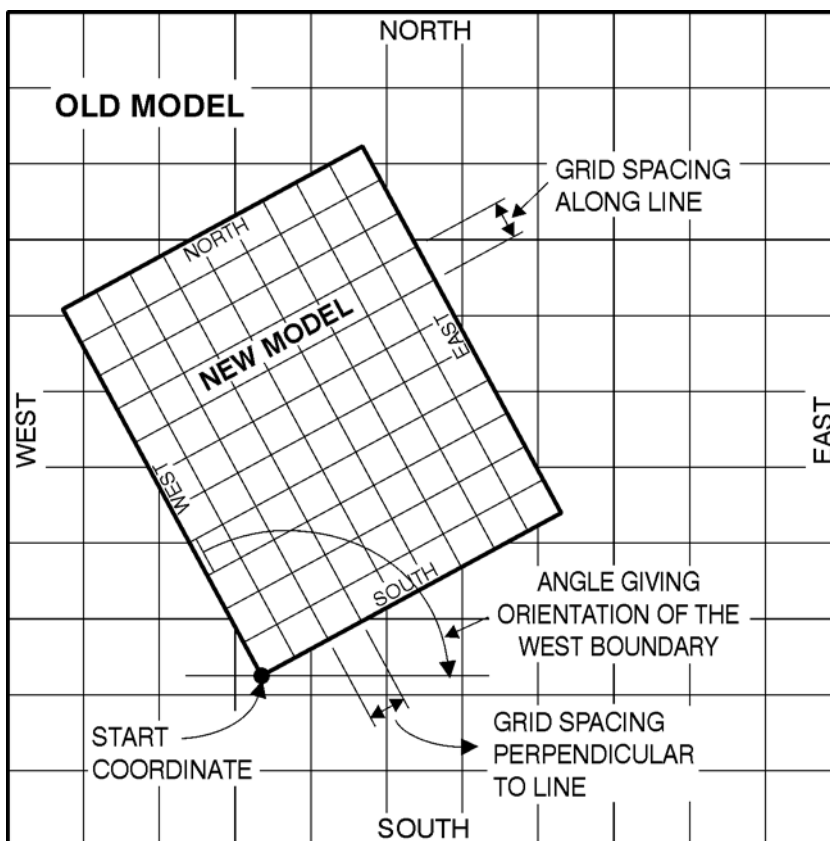 NORTH
OLD MODEL
GRID SPACING
ALONG LINE
NORTH
NEW MODEL
EAST
WEST
EAST
WEST
SOUTH
ANGLE GIVING
ORIENTATION OF THE
WEST BOUNDARY
START
COORDINATE
GRID SPACING
PERPENDICULAR
TO LINE
SOUTH